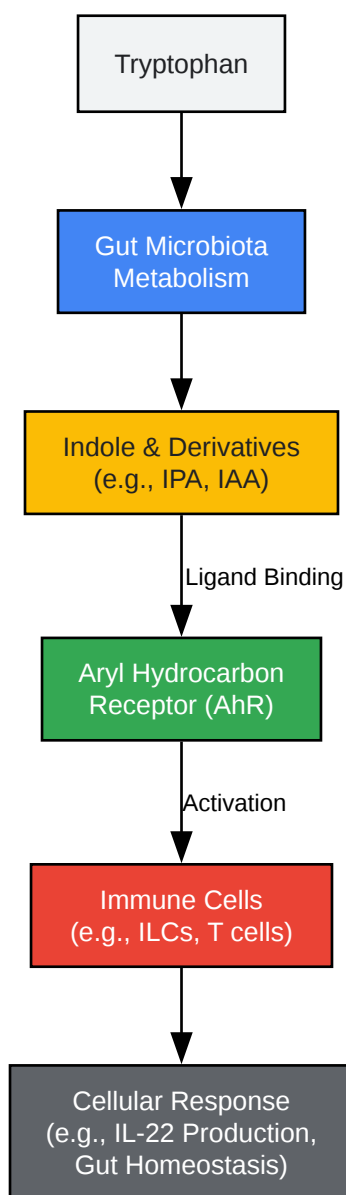 Tryptophan
Gut Microbiota
Metabolism
Indole & Derivatives
(e.g., IPA, IAA)
Ligand Binding
Aryl Hydrocarbon
Receptor (AhR)
Activation
Immune Cells
(e.g., ILCs, T cells)
Cellular Response
(e.g., IL-22 Production,
Gut Homeostasis)